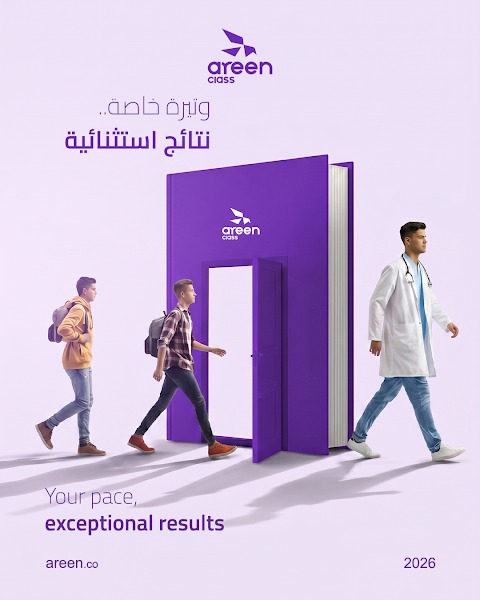 areen
class
وتيرة خاصة..
نتائج استثنائية
areen
class
Your pace,
exceptional results
areen.co
2026